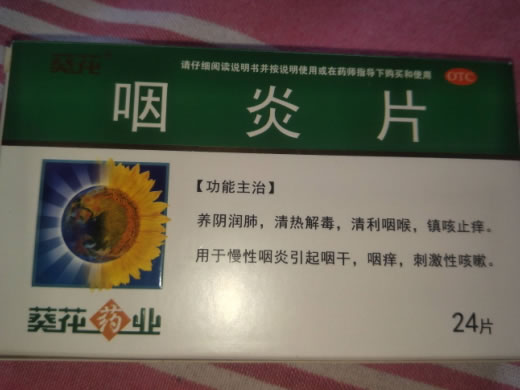 葵花
请仔细阅读说明书并按说明使用或在药师指导下购买和使用
OTC
咽炎片
【功能主治】
养阴润肺，清热解毒，清利咽喉，镇咳止痒。
用于慢性咽炎引起咽干，咽痒，刺激性咳嗽。
葵花药业
24片